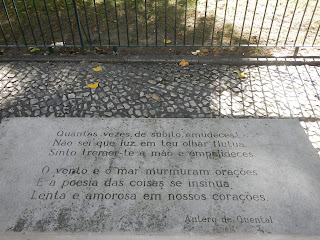 Quantas vezes, de súbito, emudeces!
Não sei que luz em teu olhar flutua;
Sinto tremer-te a mão e empalideces

O vento e o mar murmuram orações
E a poesia das coisas se insinua
Lenta e amorosa em nossos corações.
Antero de Quental